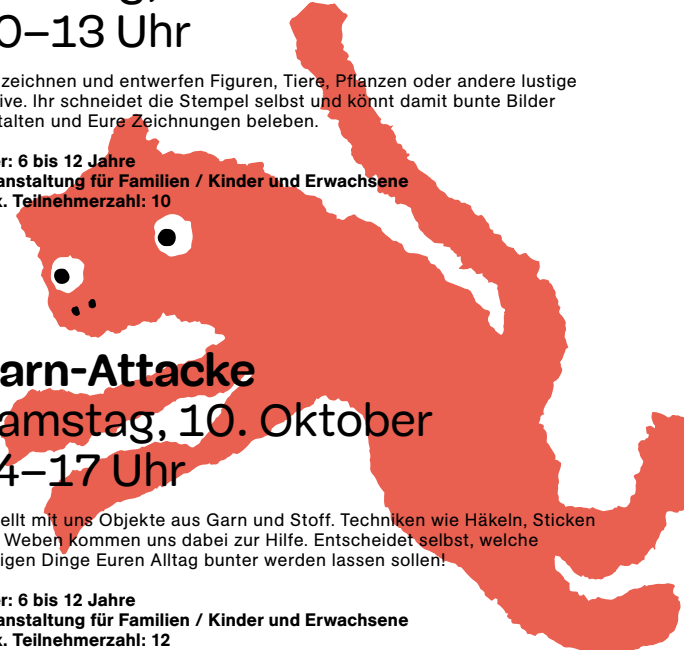 0–13 Uhr
zeichnen und entwerfen Figuren, Tiere, Pflanzen oder andere lustige
ive. Ihr schneidet die Stempel selbst und könnt damit bunte Bilder
talten und Eure Zeichnungen beleben.
r: 6 bis 12 Jahre
anstaltung für Familien / Kinder und Erwachsene
x. Teilnehmerzahl: 10
arn-Attacke
amstag, 10. Oktober
4–17 Uhr
ellt mit uns Objekte aus Garn und Stoff. Techniken wie Häkeln, Sticken
Weben kommen uns dabei zur Hilfe. Entscheidet selbst, welche
igen Dinge Euren Alltag bunter werden lassen sollen!
r: 6 bis 12 Jahre
anstaltung für Familien / Kinder und Erwachsene
x. Teilnehmerzahl: 12